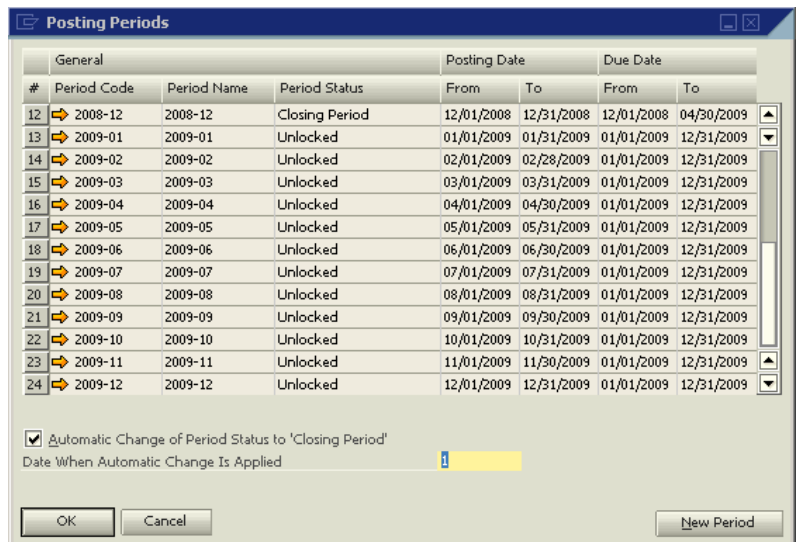 Posting Periods
General Posting Date Due Date
# Period Code Period Name Period Status From To From To
12 2008-12 2008-12 Closing Period 12/01/2008 12/31/2008 12/01/2008 04/30/2009
13 2009-01 2009-01 Unlocked 01/01/2009 01/31/2009 01/01/2009 12/31/2009
14 2009-02 2009-02 Unlocked 02/01/2009 02/28/2009 01/01/2009 12/31/2009
15 2009-03 2009-03 Unlocked 03/01/2009 03/31/2009 01/01/2009 12/31/2009
16 2009-04 2009-04 Unlocked 04/01/2009 04/30/2009 01/01/2009 12/31/2009
17 2009-05 2009-05 Unlocked 05/01/2009 05/31/2009 01/01/2009 12/31/2009
18 2009-06 2009-06 Unlocked 06/01/2009 06/30/2009 01/01/2009 12/31/2009
19 2009-07 2009-07 Unlocked 07/01/2009 07/31/2009 01/01/2009 12/31/2009
20 2009-08 2009-08 Unlocked 08/01/2009 08/31/2009 01/01/2009 12/31/2009
21 2009-09 2009-09 Unlocked 09/01/2009 09/30/2009 01/01/2009 12/31/2009
22 2009-10 2009-10 Unlocked 10/01/2009 10/31/2009 01/01/2009 12/31/2009
23 2009-11 2009-11 Unlocked 11/01/2009 11/30/2009 01/01/2009 12/31/2009
24 2009-12 2009-12 Unlocked 12/01/2009 12/31/2009 01/01/2009 12/31/2009
Automatic Change of Period Status to 'Closing Period'
Date When Automatic Change Is Applied 1
OK Cancel New Period